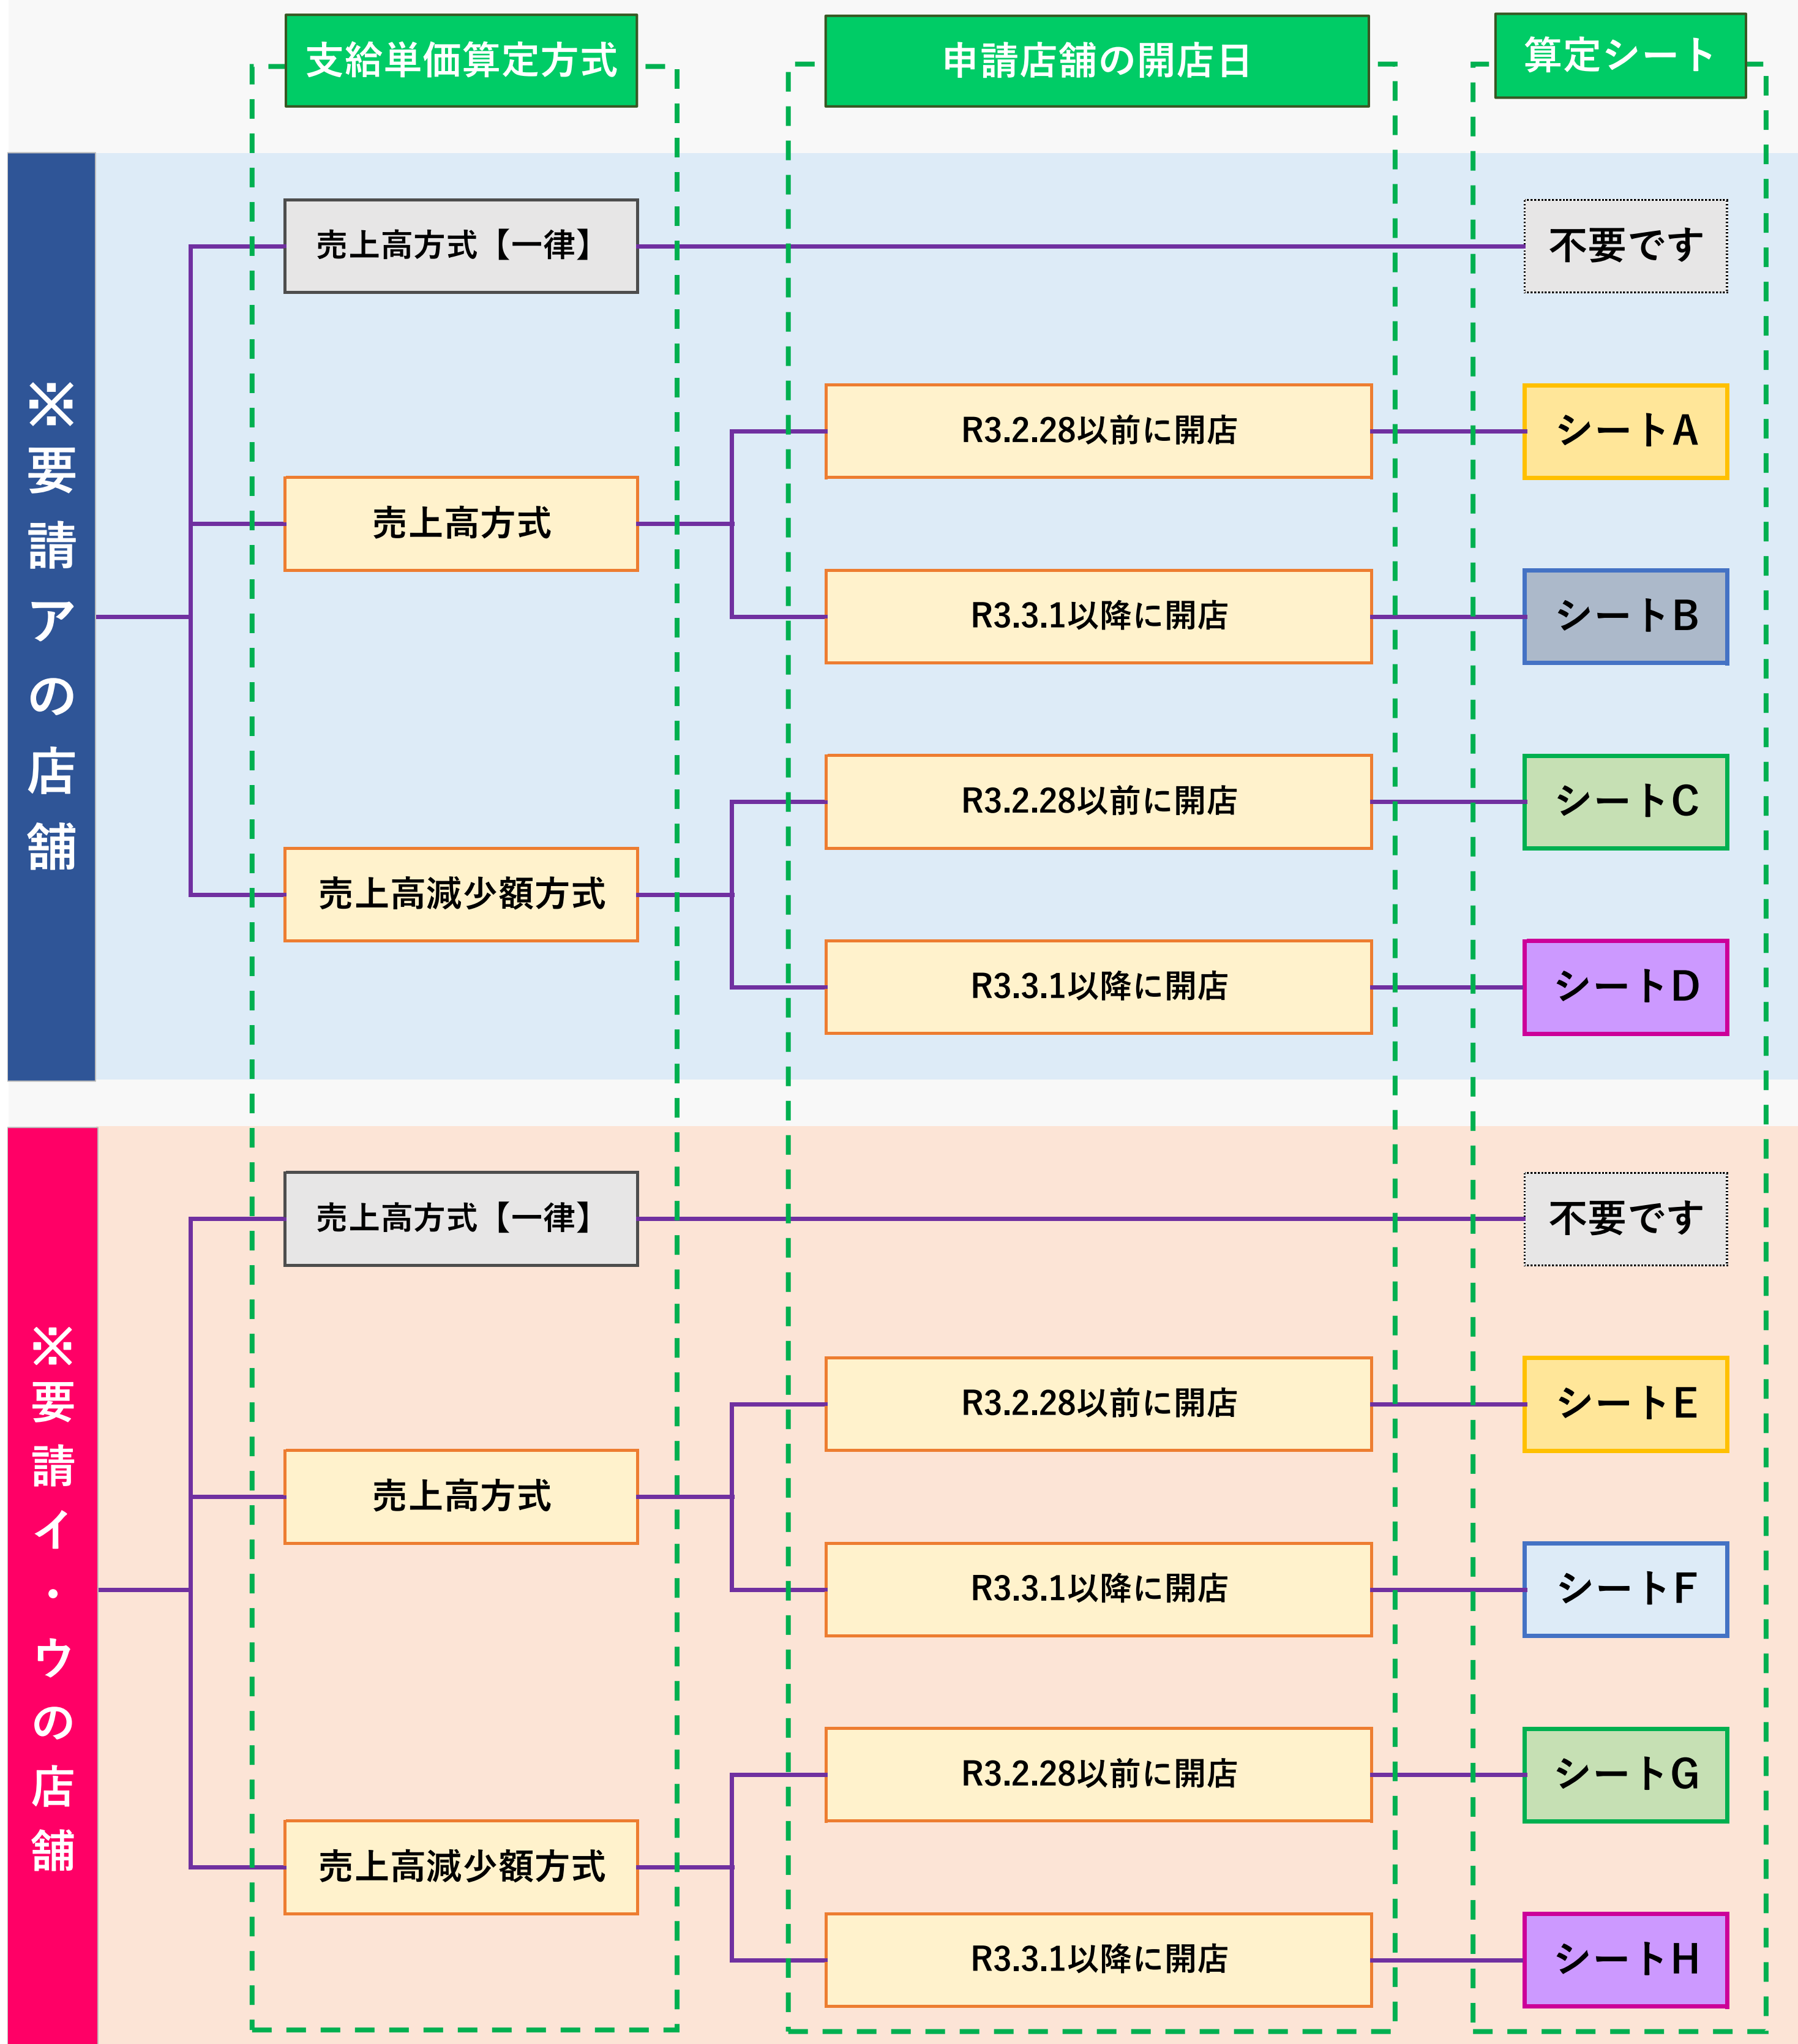 支給単価算定方式
申請店舗の開店日
算定シート
※要請アの店舗
売上高方式【一律】
不要です
売上高方式
R3.2.28以前に開店
シートA
R3.3.1以降に開店
シートB
売上高減少額方式
R3.2.28以前に開店
シートC
R3.3.1以降に開店
シートD
※要請イ・ウの店舗
売上高方式【一律】
不要です
売上高方式
R3.2.28以前に開店
シートE
R3.3.1以降に開店
シートF
売上高減少額方式
R3.2.28以前に開店
シートG
R3.3.1以降に開店
シートH